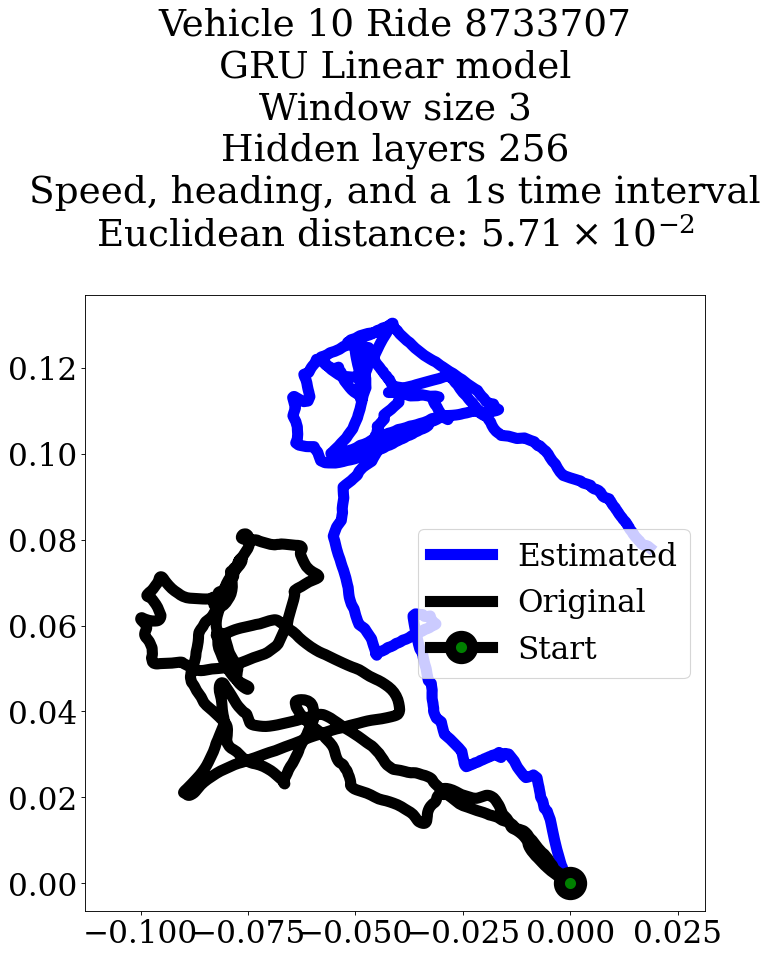 Vehicle 10 Ride 8733707
GRU Linear model
Window size 3
Hidden layers 256
Speed, heading, and a 1s time interval
Euclidean distance: 5.71 × 10⁻²
0.12
0.10
0.08
0.06
0.04
0.02
0.00
Estimated
Original
Start
−0.100 −0.075 −0.050 −0.025 0.000 0.025